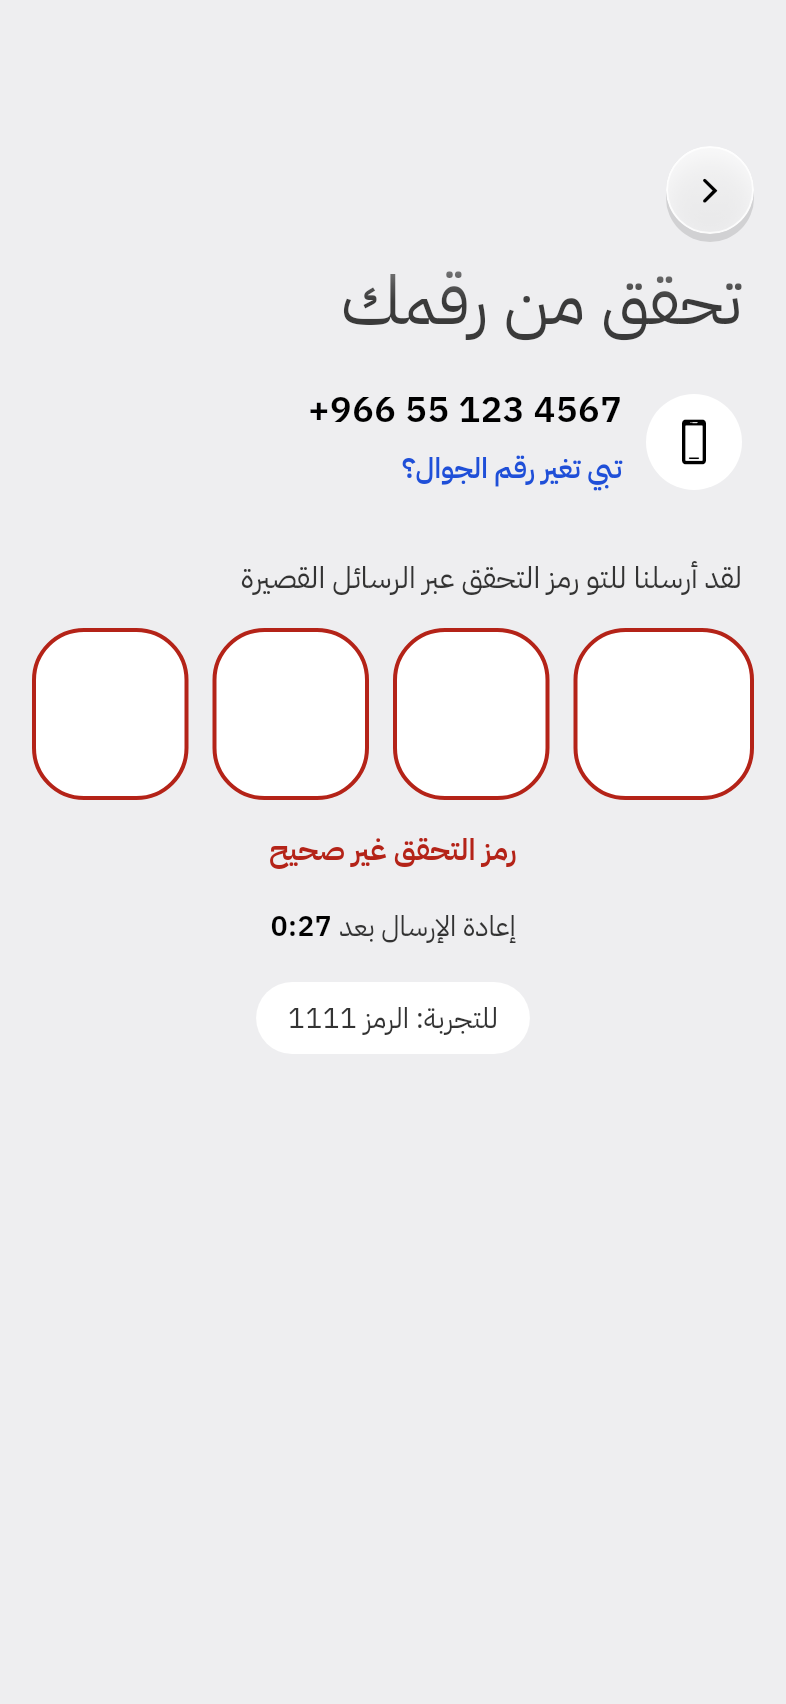 تحقق من رقمك
+966 55 123 4567
تبي تغير رقم الجوال؟
لقد أرسلنا للتو رمز التحقق عبر الرسائل القصيرة
رمز التحقق غير صحيح
إعادة الإرسال بعد 0:27
للتجربة: الرمز 1111